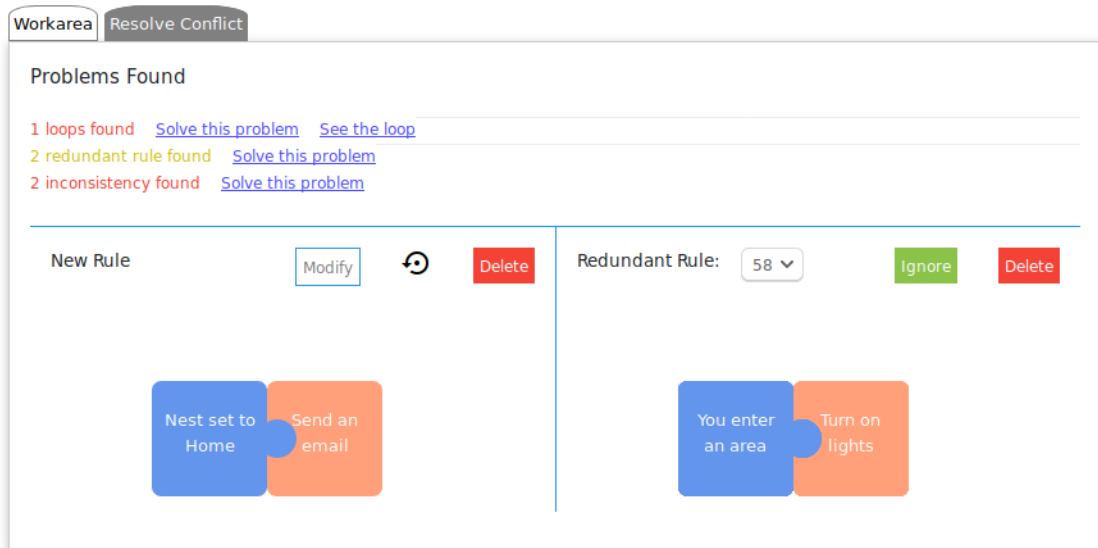 Workarea Resolve Conflict
Problems Found
1 loops found Solve this problem See the loop
2 redundant rule found Solve this problem
2 inconsistency found Solve this problem
New Rule Modify Delete
Redundant Rule: 58 Ignore Delete
Nest set to
Home
Send an
email
You enter
an area
Turn on
lights